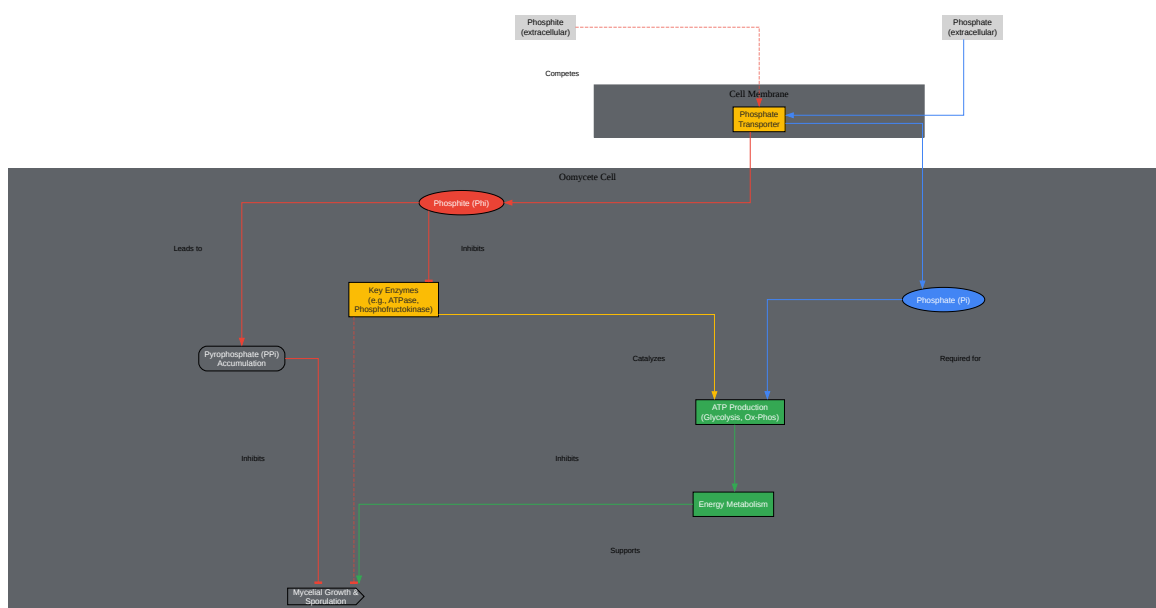 Phosphite
(extracellular)
Phosphate
(extracellular)
Competes
Cell Membrane
Phosphate
Transporter
Oomycete Cell
Phosphite (Phi)
Leads to
Inhibits
Key Enzymes
(e.g., ATPase,
Phosphofructokinase)
Phosphate (Pi)
Pyrophosphate (PPi)
Accumulation
Catalyzes
Required for
ATP Production
(Glycolysis, Ox-Phos)
Inhibits
Inhibits
Energy Metabolism
Supports
Mycelial Growth &
Sporulation